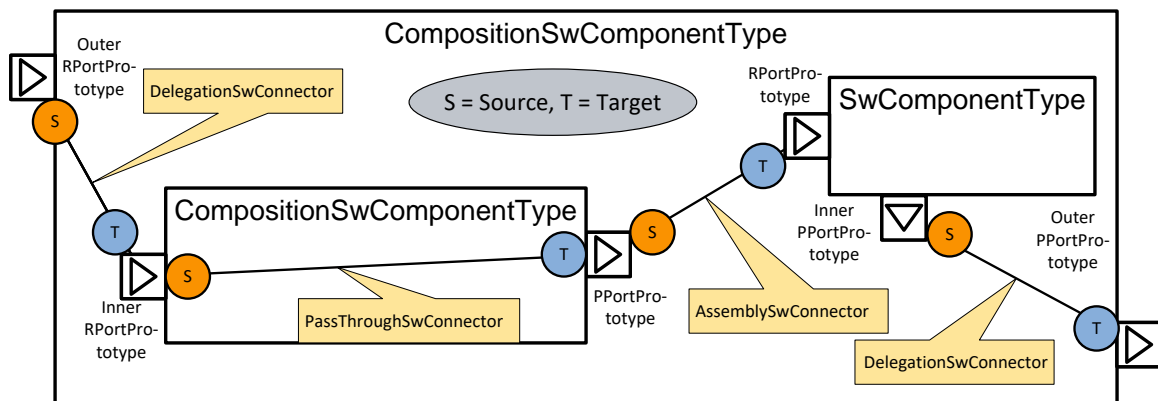 CompositionSwComponentType
Outer
RPortPro-
totype
DelegationSwConnector
S = Source, T = Target
RPortPro-
totype
SwComponentType
S
T
T
CompositionSwComponentType
S
T
PassThroughSwConnector
Inner
RPortPro-
totype
PPortPro-
totype
S
AssemblySwConnector
Inner
PPortPro-
totype
S
Outer
PPortPro-
totype
T
DelegationSwConnector